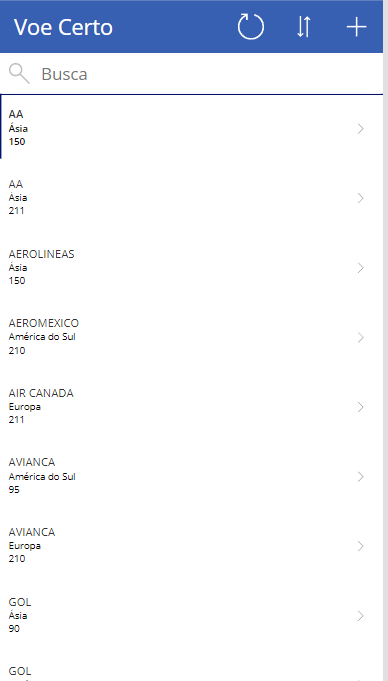 Voe Certo
Busca
AA
Ásia
150
AA
Ásia
211
AEROLINEAS
Ásia
150
AEROMEXICO
América do Sul
210
AIR CANADA
Europa
211
AVIANCA
América do Sul
95
AVIANCA
Europa
210
GOL
Ásia
90
GOL